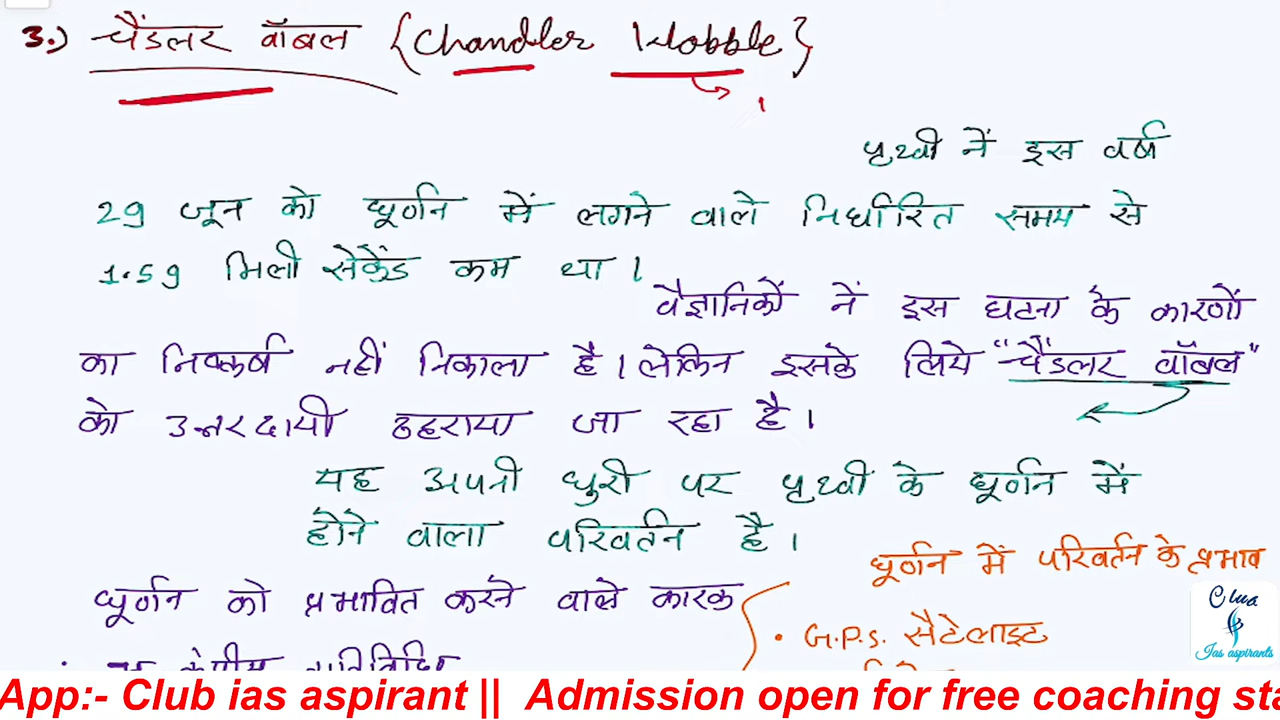 3.) चैंडलर वॉबल {Chandler Wobble}
पृथ्वी नें इस वर्ष
29 जून को घूर्णन में लगने वाले निर्धारित समय से
1.59 मिली सेकैंड कम था।
वैज्ञानिकों नें इस घटना के कारणों
का निष्कर्ष नहीं निकाला है। लेकिन इसके लिये "चैंडलर वॉबल"
को उत्तरदायी ठहराया जा रहा है।
यह अपनी धुरी पर पृथ्वी के घूर्णन में
होने वाला परिवर्तन है।
घूर्णन में परिवर्तन के प्रभाव
घूर्णन को प्रभावित करने वाले कारक
• G.P.S. सैटेलाइट
Club
Ias aspirants
App:- Club ias aspirant || Admission open for free coaching sta